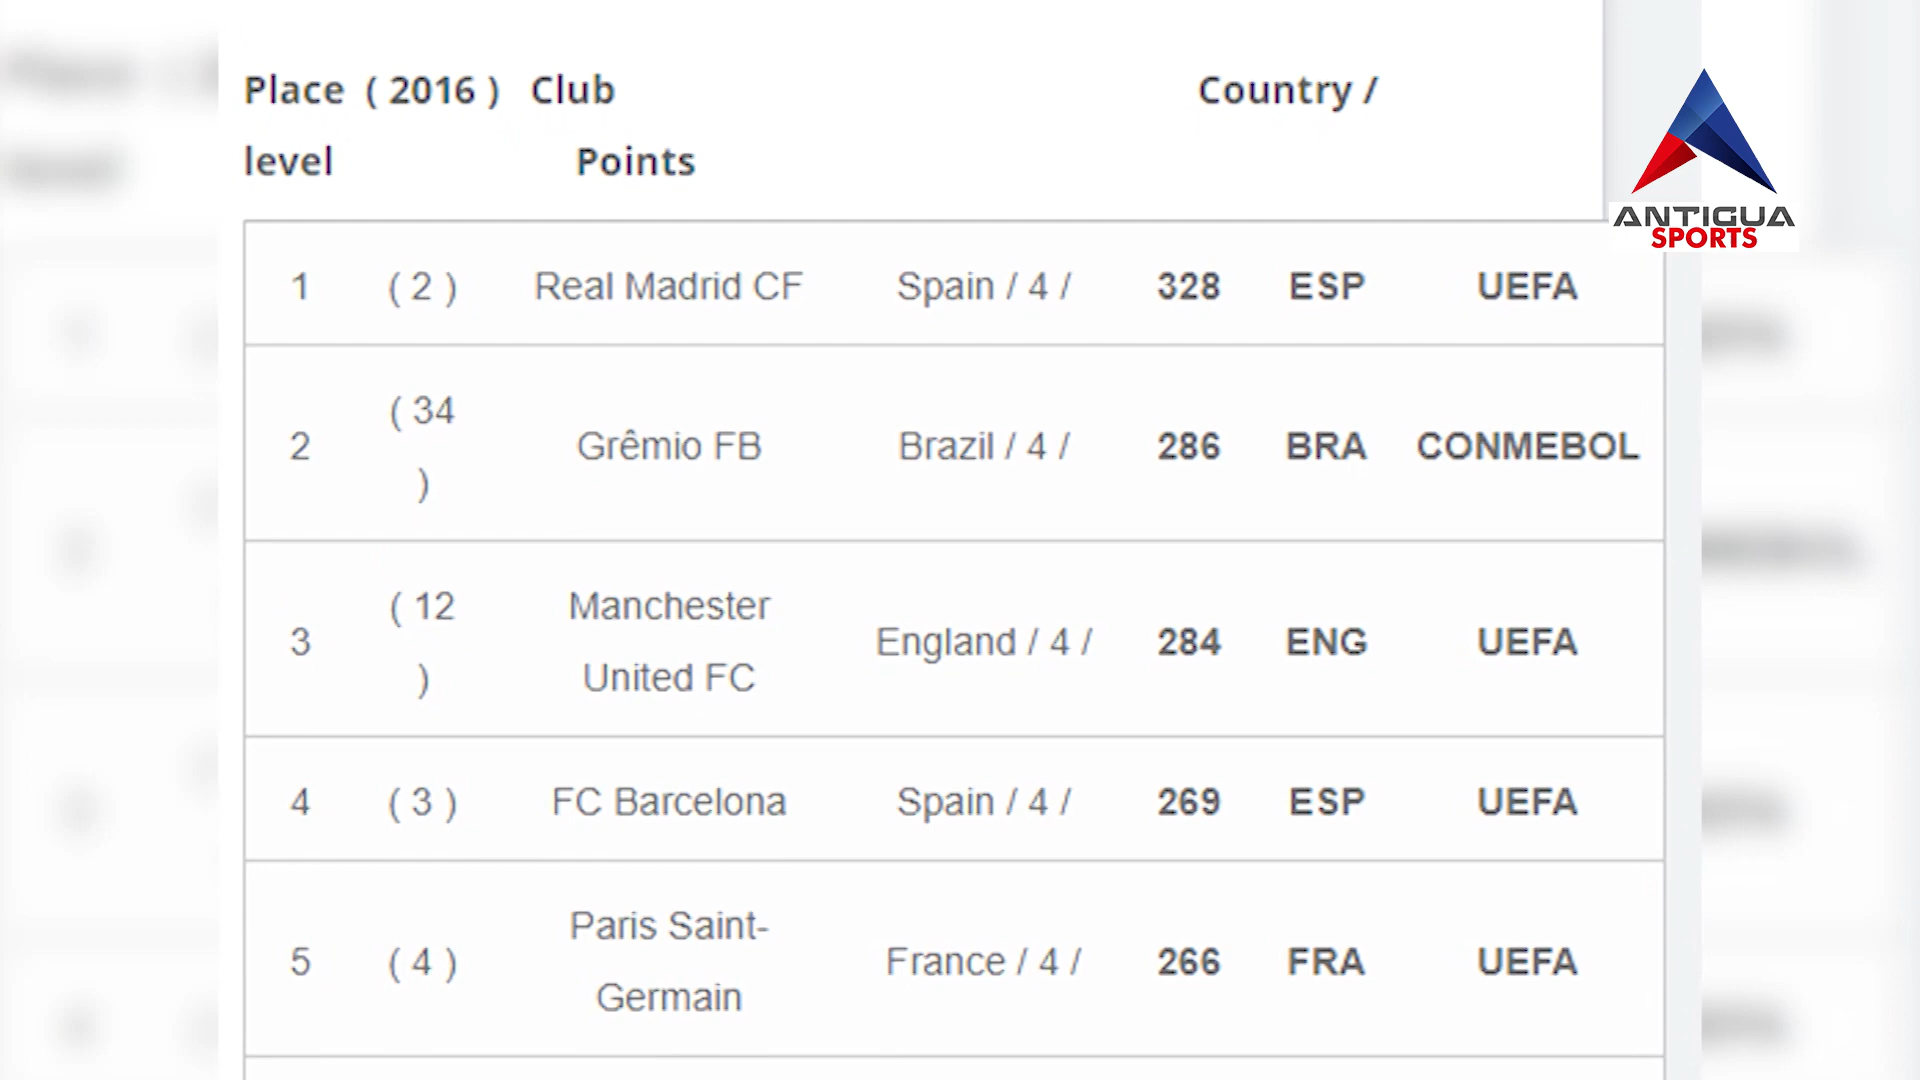 Place ( 2016 ) Club Country /
level Points
1 ( 2 ) Real Madrid CF Spain / 4 / 328 ESP UEFA
2 ( 34 ) Grêmio FB Brazil / 4 / 286 BRA CONMEBOL
3 ( 12 ) Manchester United FC England / 4 / 284 ENG UEFA
4 ( 3 ) FC Barcelona Spain / 4 / 269 ESP UEFA
5 ( 4 ) Paris Saint-Germain France / 4 / 266 FRA UEFA
ANTIGUA
SPORTS